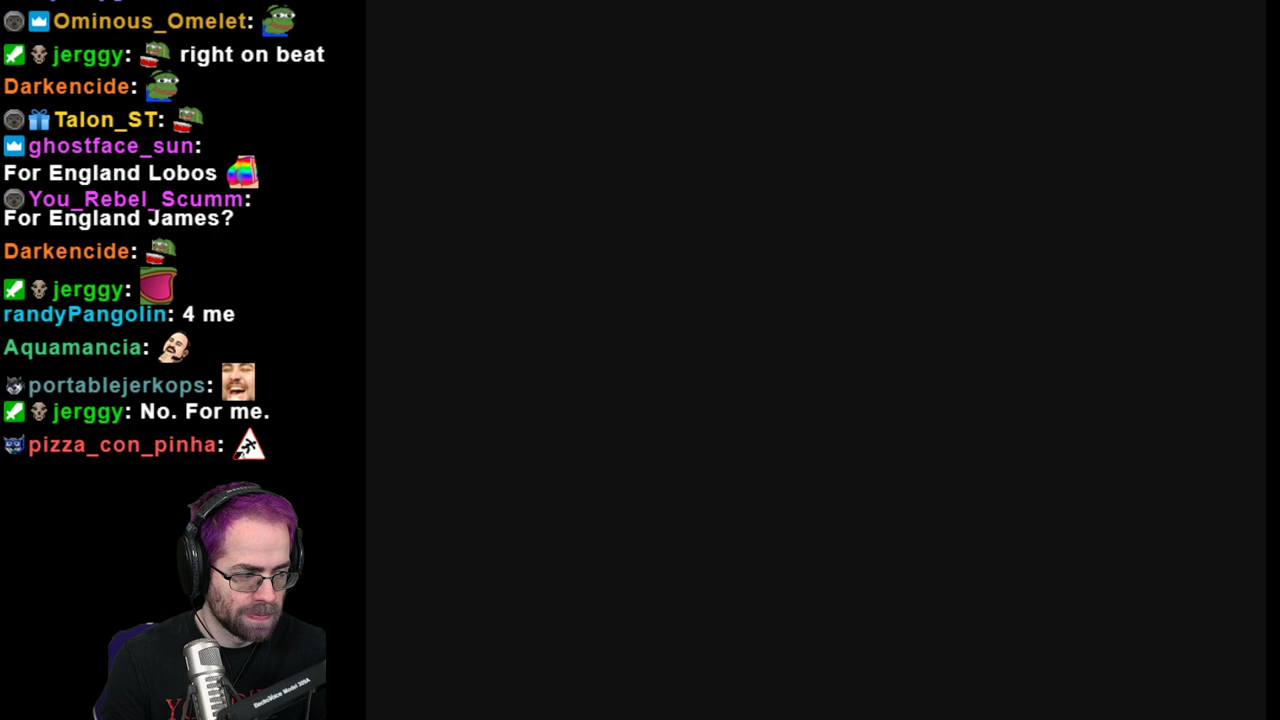 Ominous_Omelet:
jerggy: right on beat
Darkencide:
Talon_ST:
ghostface_sun:
For England Lobos
You_Rebel_Scumm:
For England James?
Darkencide:
jerggy:
randyPangolin: 4 me
Aquamancia:
portablejerkops:
jerggy: No. For me.
pizza_con_pinha: